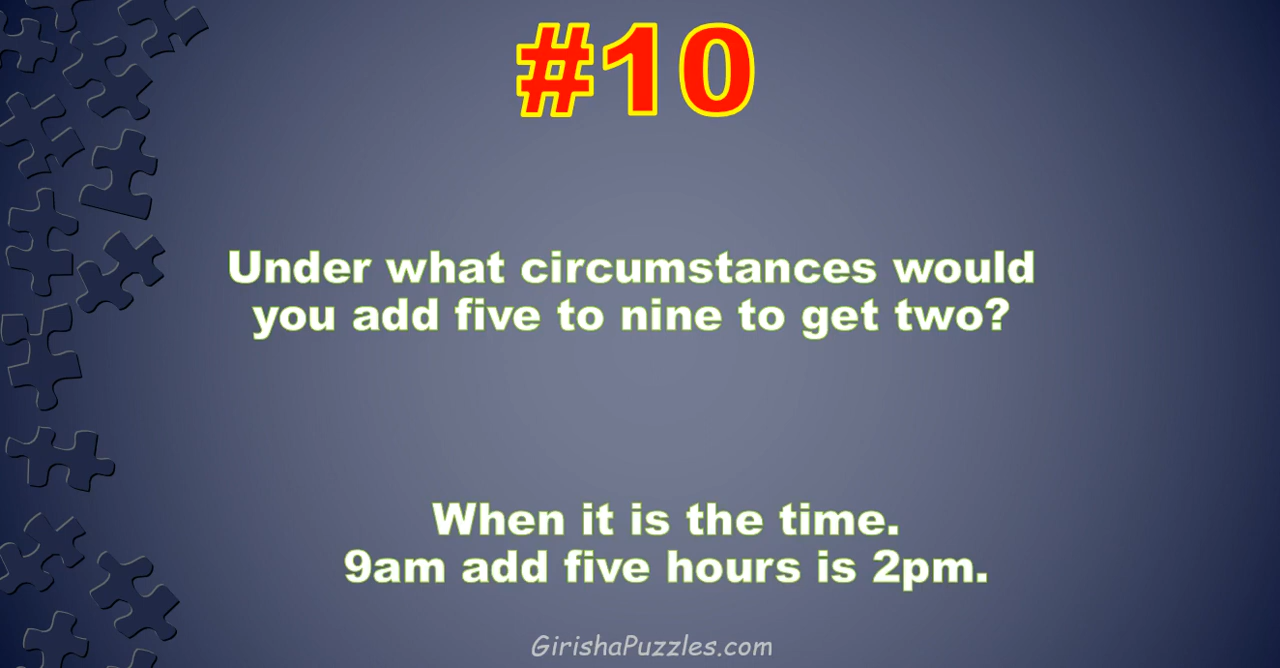 #10
Under what circumstances would
you add five to nine to get two?
When it is the time.
9am add five hours is 2pm.
GirishaPuzzles.com